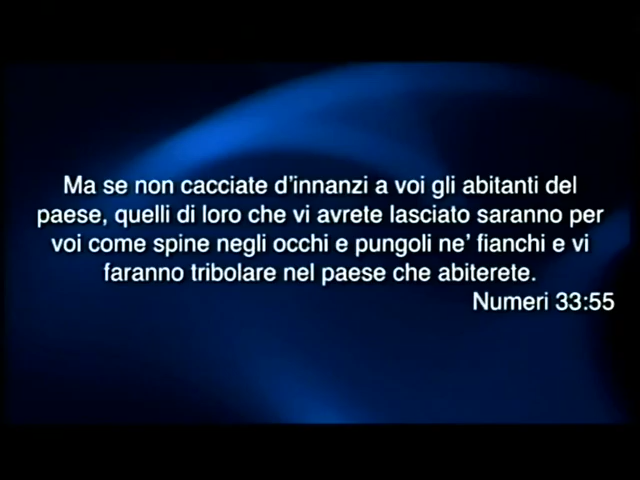 Ma se non cacciate d'innanzi a voi gli abitanti del
paese, quelli di loro che vi avrete lasciato saranno per
voi come spine negli occhi e pungoli ne' fianchi e vi
faranno tribolare nel paese che abiterete.
Numeri 33:55